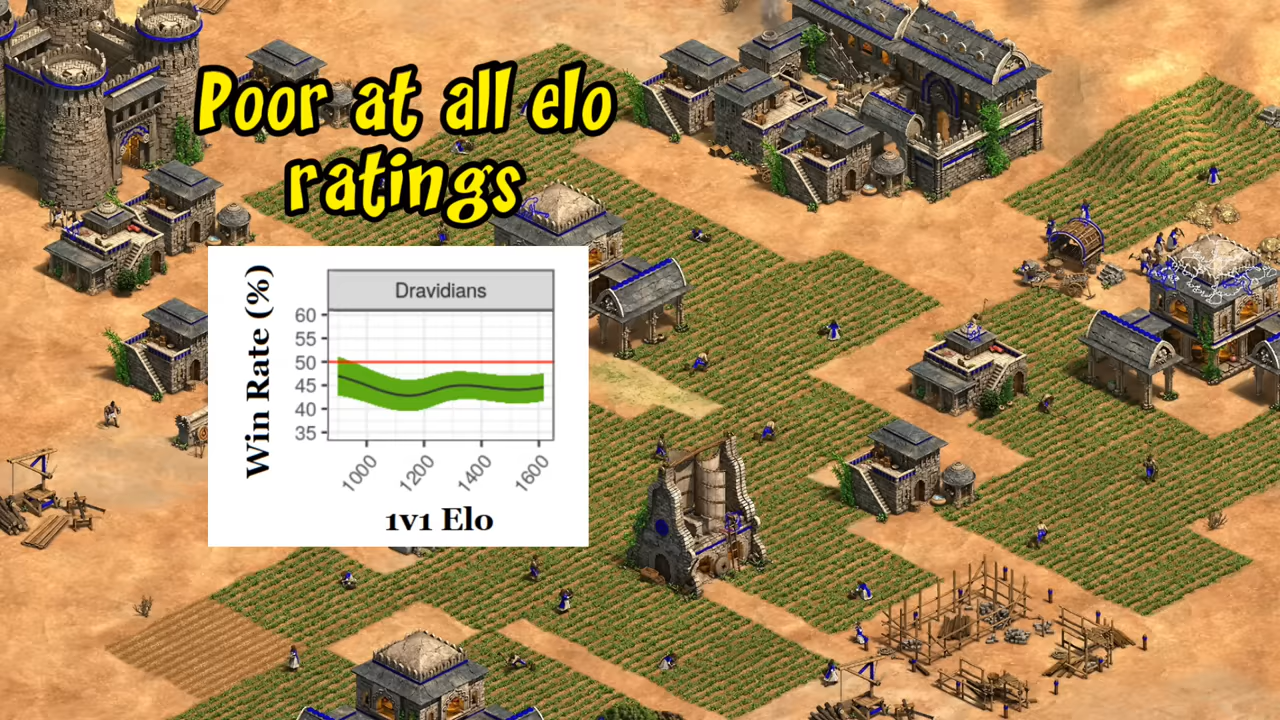 Poor at all elo
ratings
Dravidians
Win Rate (%)
60
55
50
45
40
35
1000
1200
1400
1600
1v1 Elo